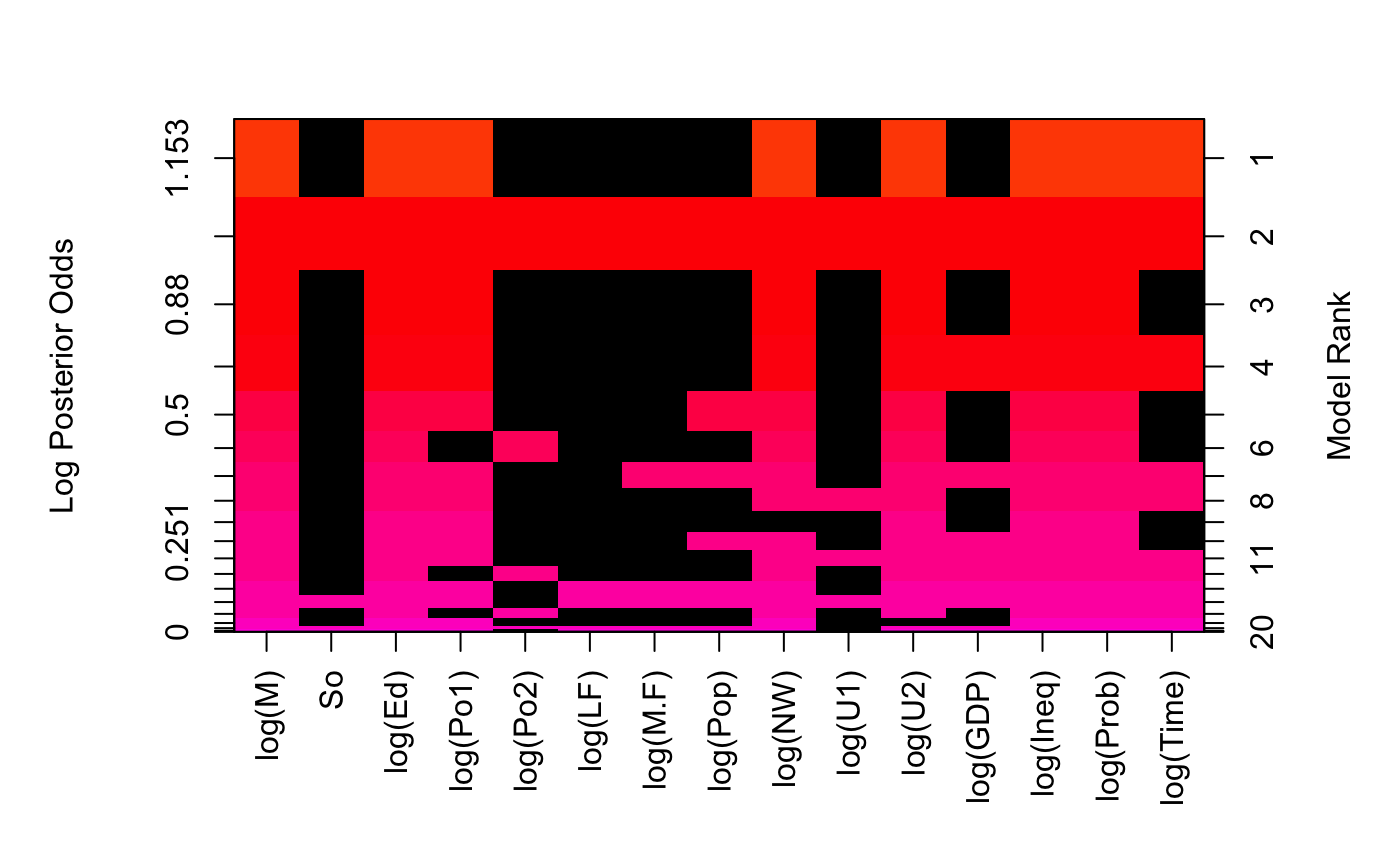 Log Posterior Odds
1.153
0.88
0.5
0.251
0
1
2
3
4
6
8
11
20
Model Rank
log(M)
So
log(Ed)
log(Po1)
log(Po2)
log(LF)
log(M.F)
log(Pop)
log(NW)
log(U1)
log(U2)
log(GDP)
log(Ineq)
log(Prob)
log(Time)